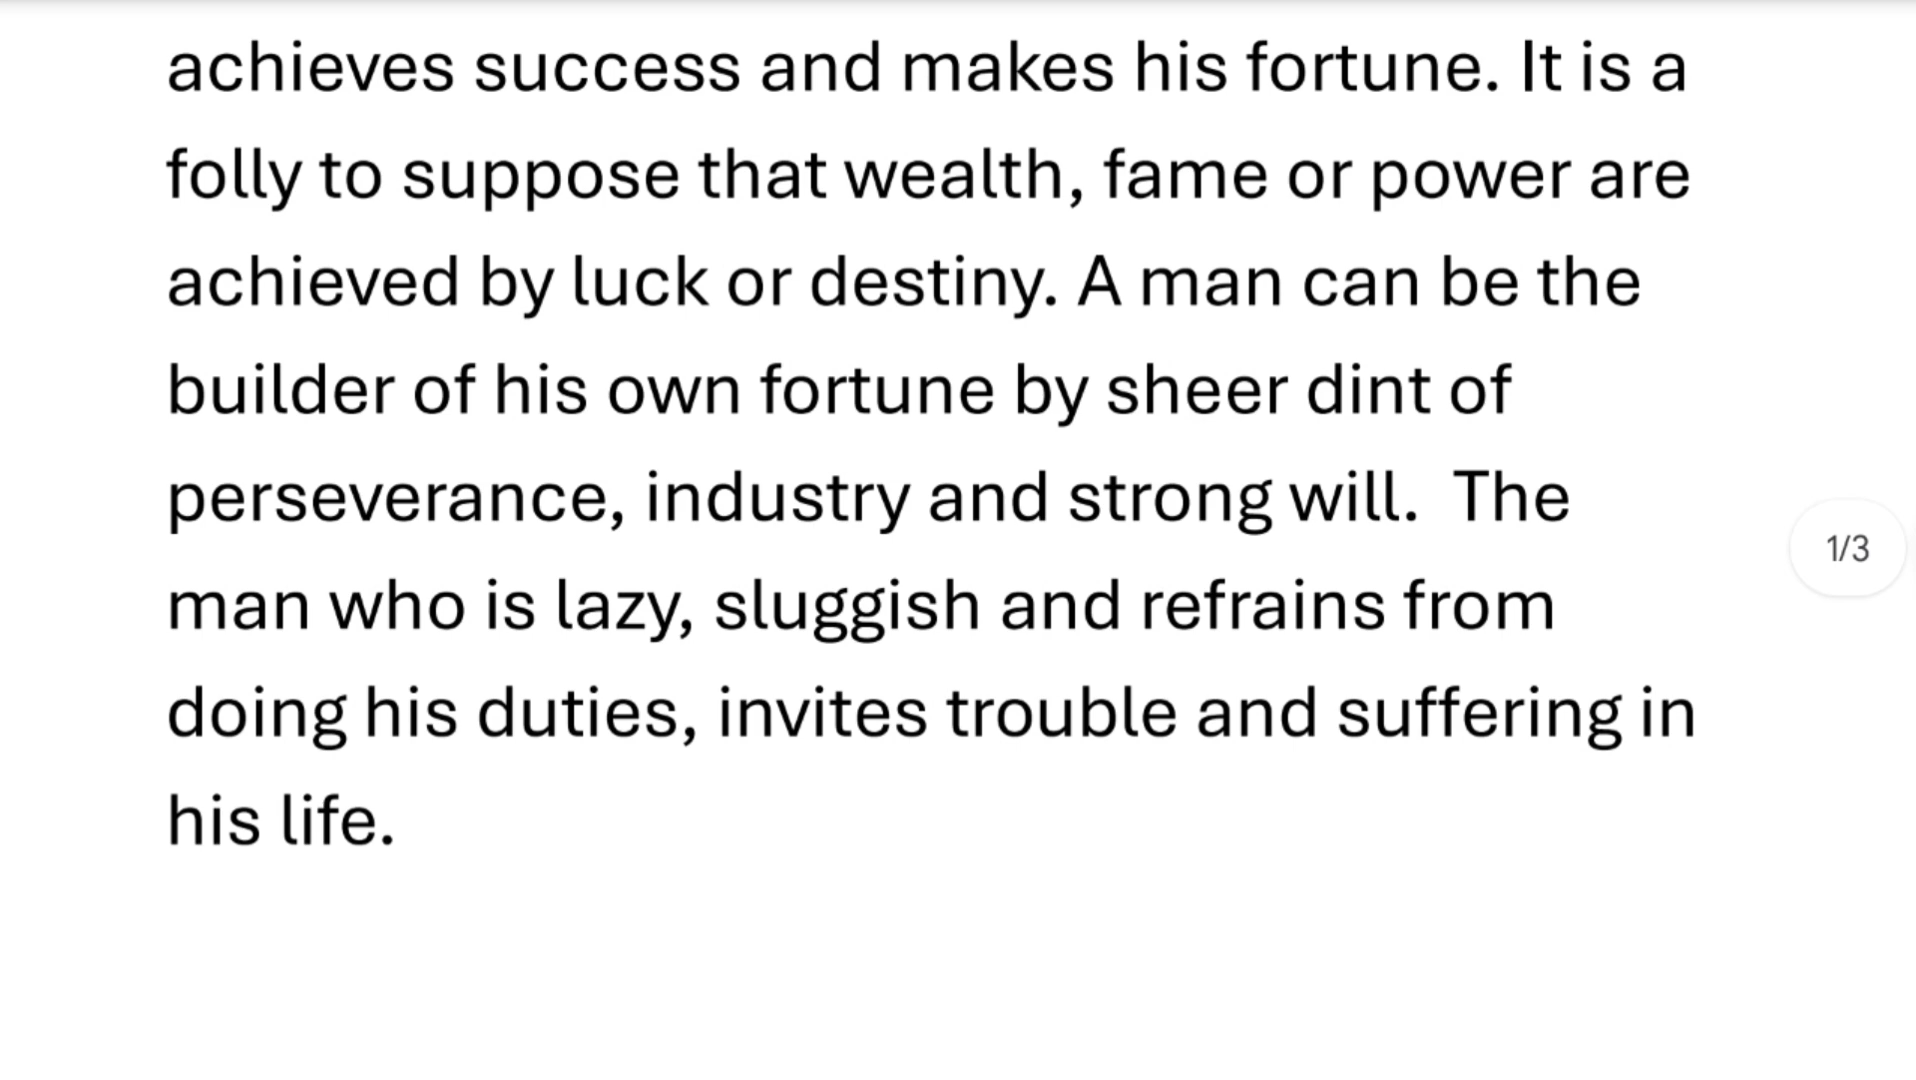 achieves success and makes his fortune. It is a
folly to suppose that wealth, fame or power are
achieved by luck or destiny. A man can be the
builder of his own fortune by sheer dint of
perseverance, industry and strong will.  The
1/3
man who is lazy, sluggish and refrains from
doing his duties, invites trouble and suffering in
his life.